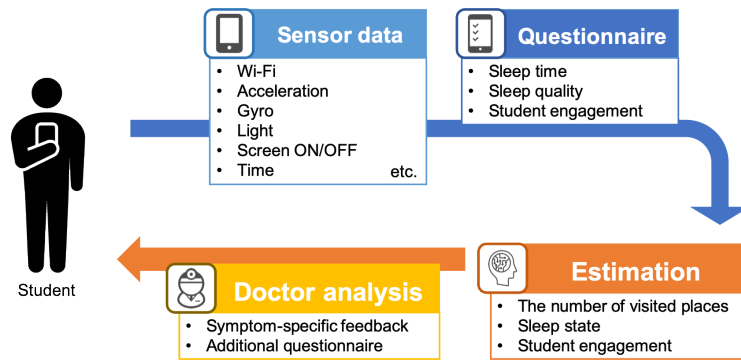 Sensor data
• Wi-Fi
• Acceleration
• Gyro
• Light
• Screen ON/OFF
• Time etc.
Questionnaire
• Sleep time
• Sleep quality
• Student engagement
Student
Doctor analysis
• Symptom-specific feedback
• Additional questionnaire
Estimation
• The number of visited places
• Sleep state
• Student engagement